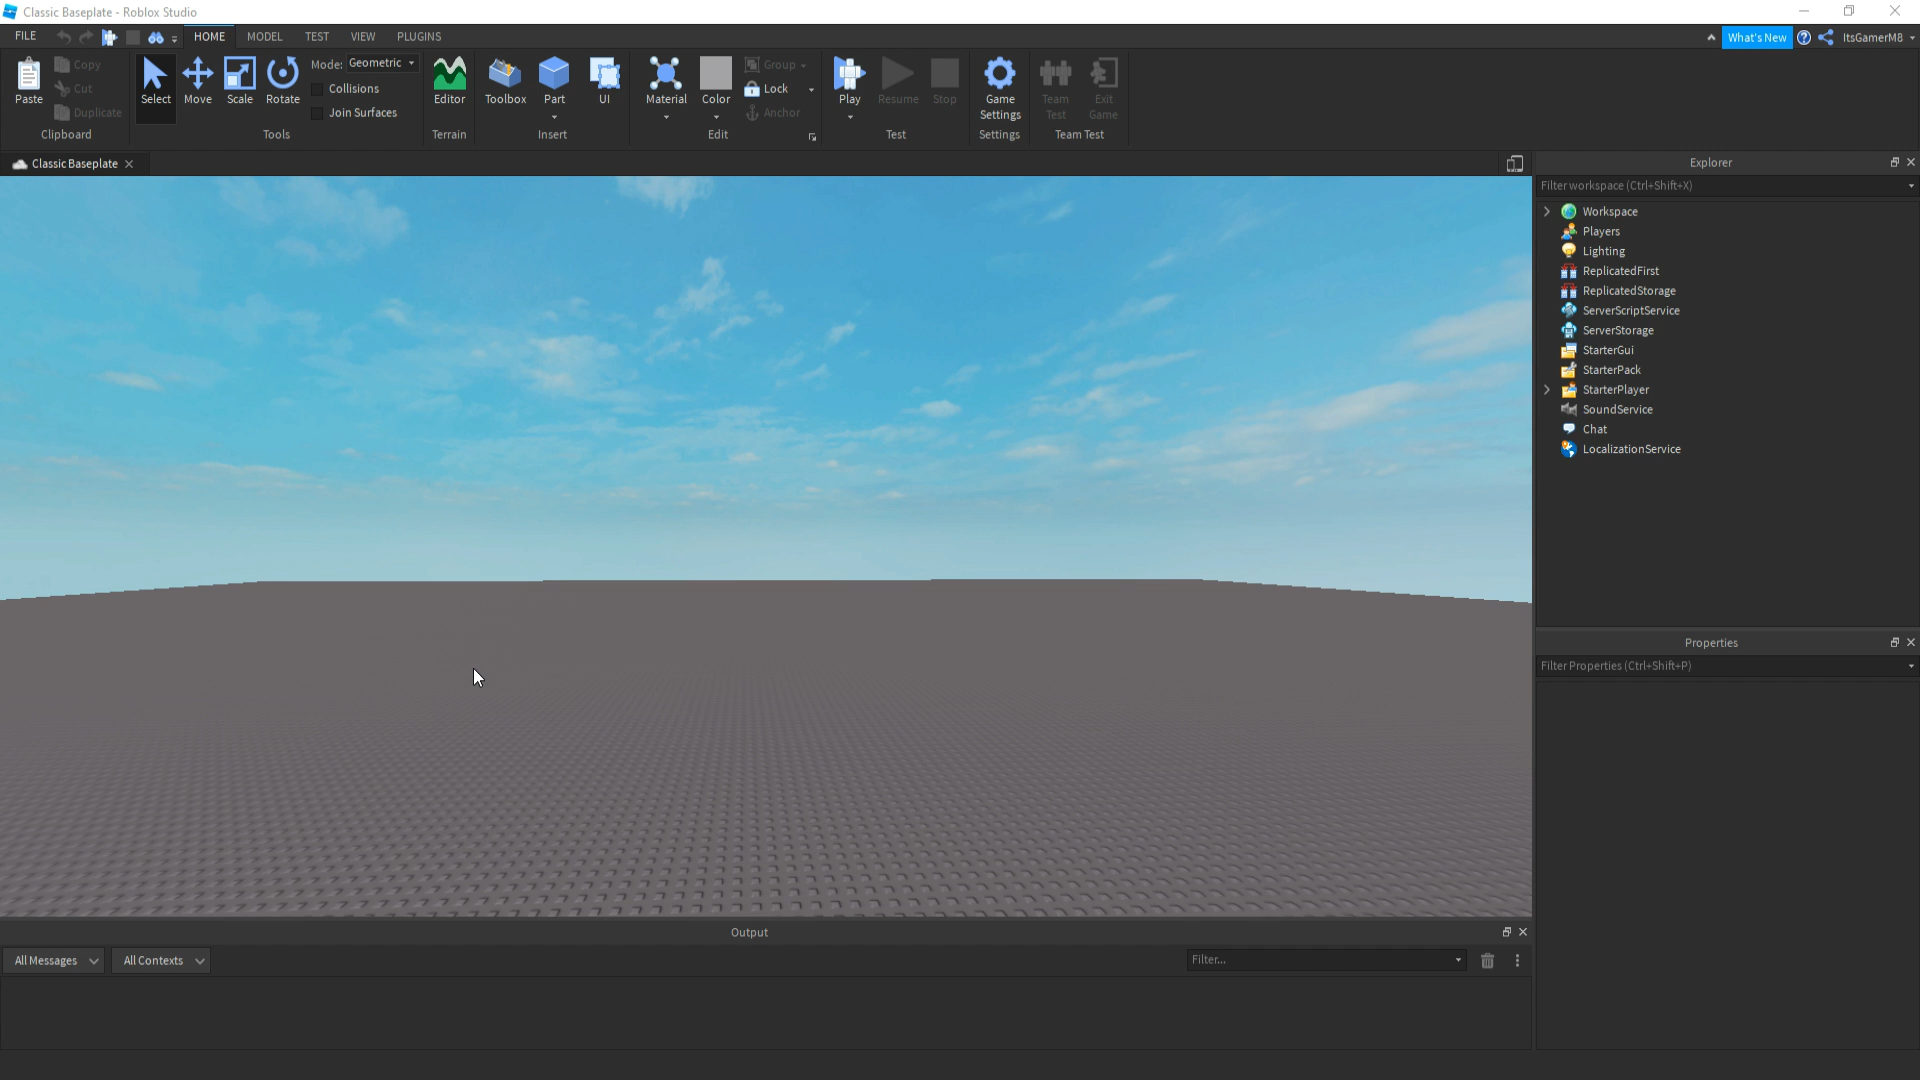 Classic Baseplate - Roblox Studio
FILE HOME MODEL TEST VIEW PLUGINS What's New ItsGamerM8
Paste Copy Cut Duplicate
Clipboard
Select Move Scale Rotate Mode: Geometric
Collisions
Join Surfaces
Tools
Editor
Terrain
Toolbox Part UI
Insert
Material Color Group Lock Anchor
Edit
Play Resume Stop
Test
Game Settings
Settings
Team Test Exit Game
Team Test
Classic Baseplate
Explorer
Filter workspace (Ctrl+Shift+X)
Workspace
Players
Lighting
ReplicatedFirst
ReplicatedStorage
ServerScriptService
ServerStorage
StarterGui
StarterPack
StarterPlayer
SoundService
Chat
LocalizationService
Properties
Filter Properties (Ctrl+Shift+P)
Output
All Messages All Contexts Filter...